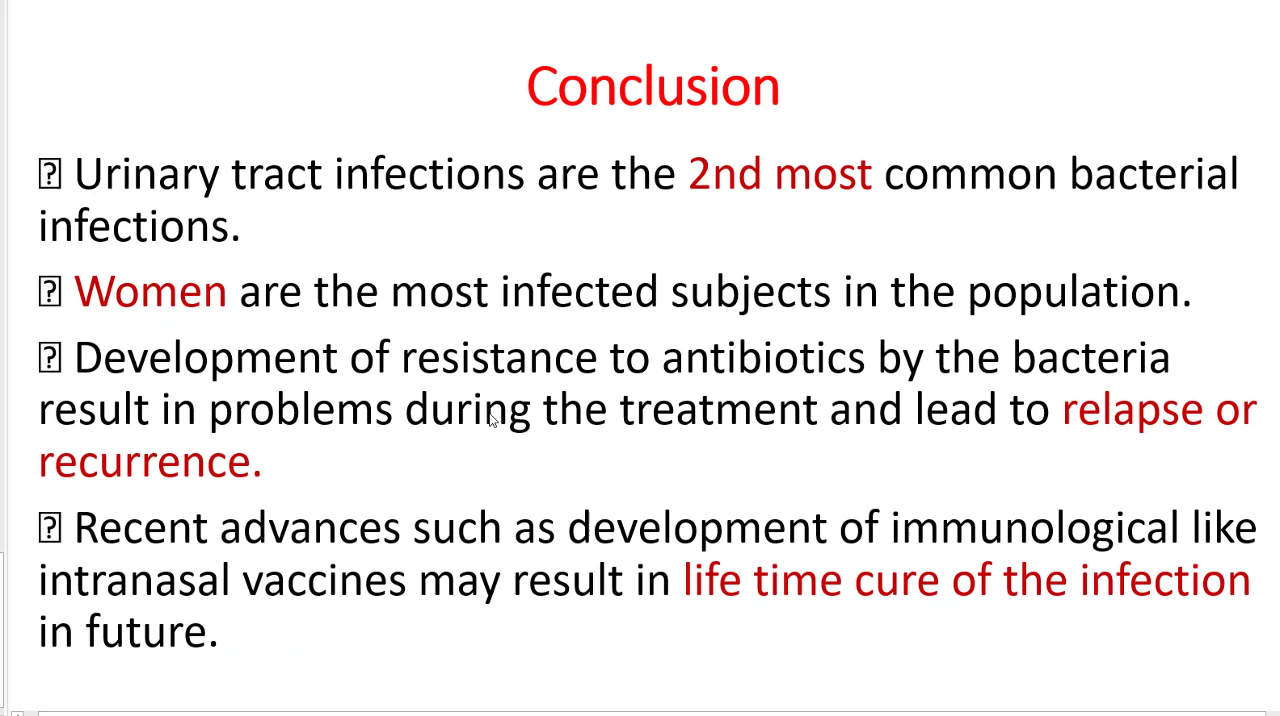 Conclusion
⍰ Urinary tract infections are the 2nd most common bacterial
infections.
⍰ Women are the most infected subjects in the population.
⍰ Development of resistance to antibiotics by the bacteria
result in problems during the treatment and lead to relapse or
recurrence.
⍰ Recent advances such as development of immunological like
intranasal vaccines may result in life time cure of the infection
in future.